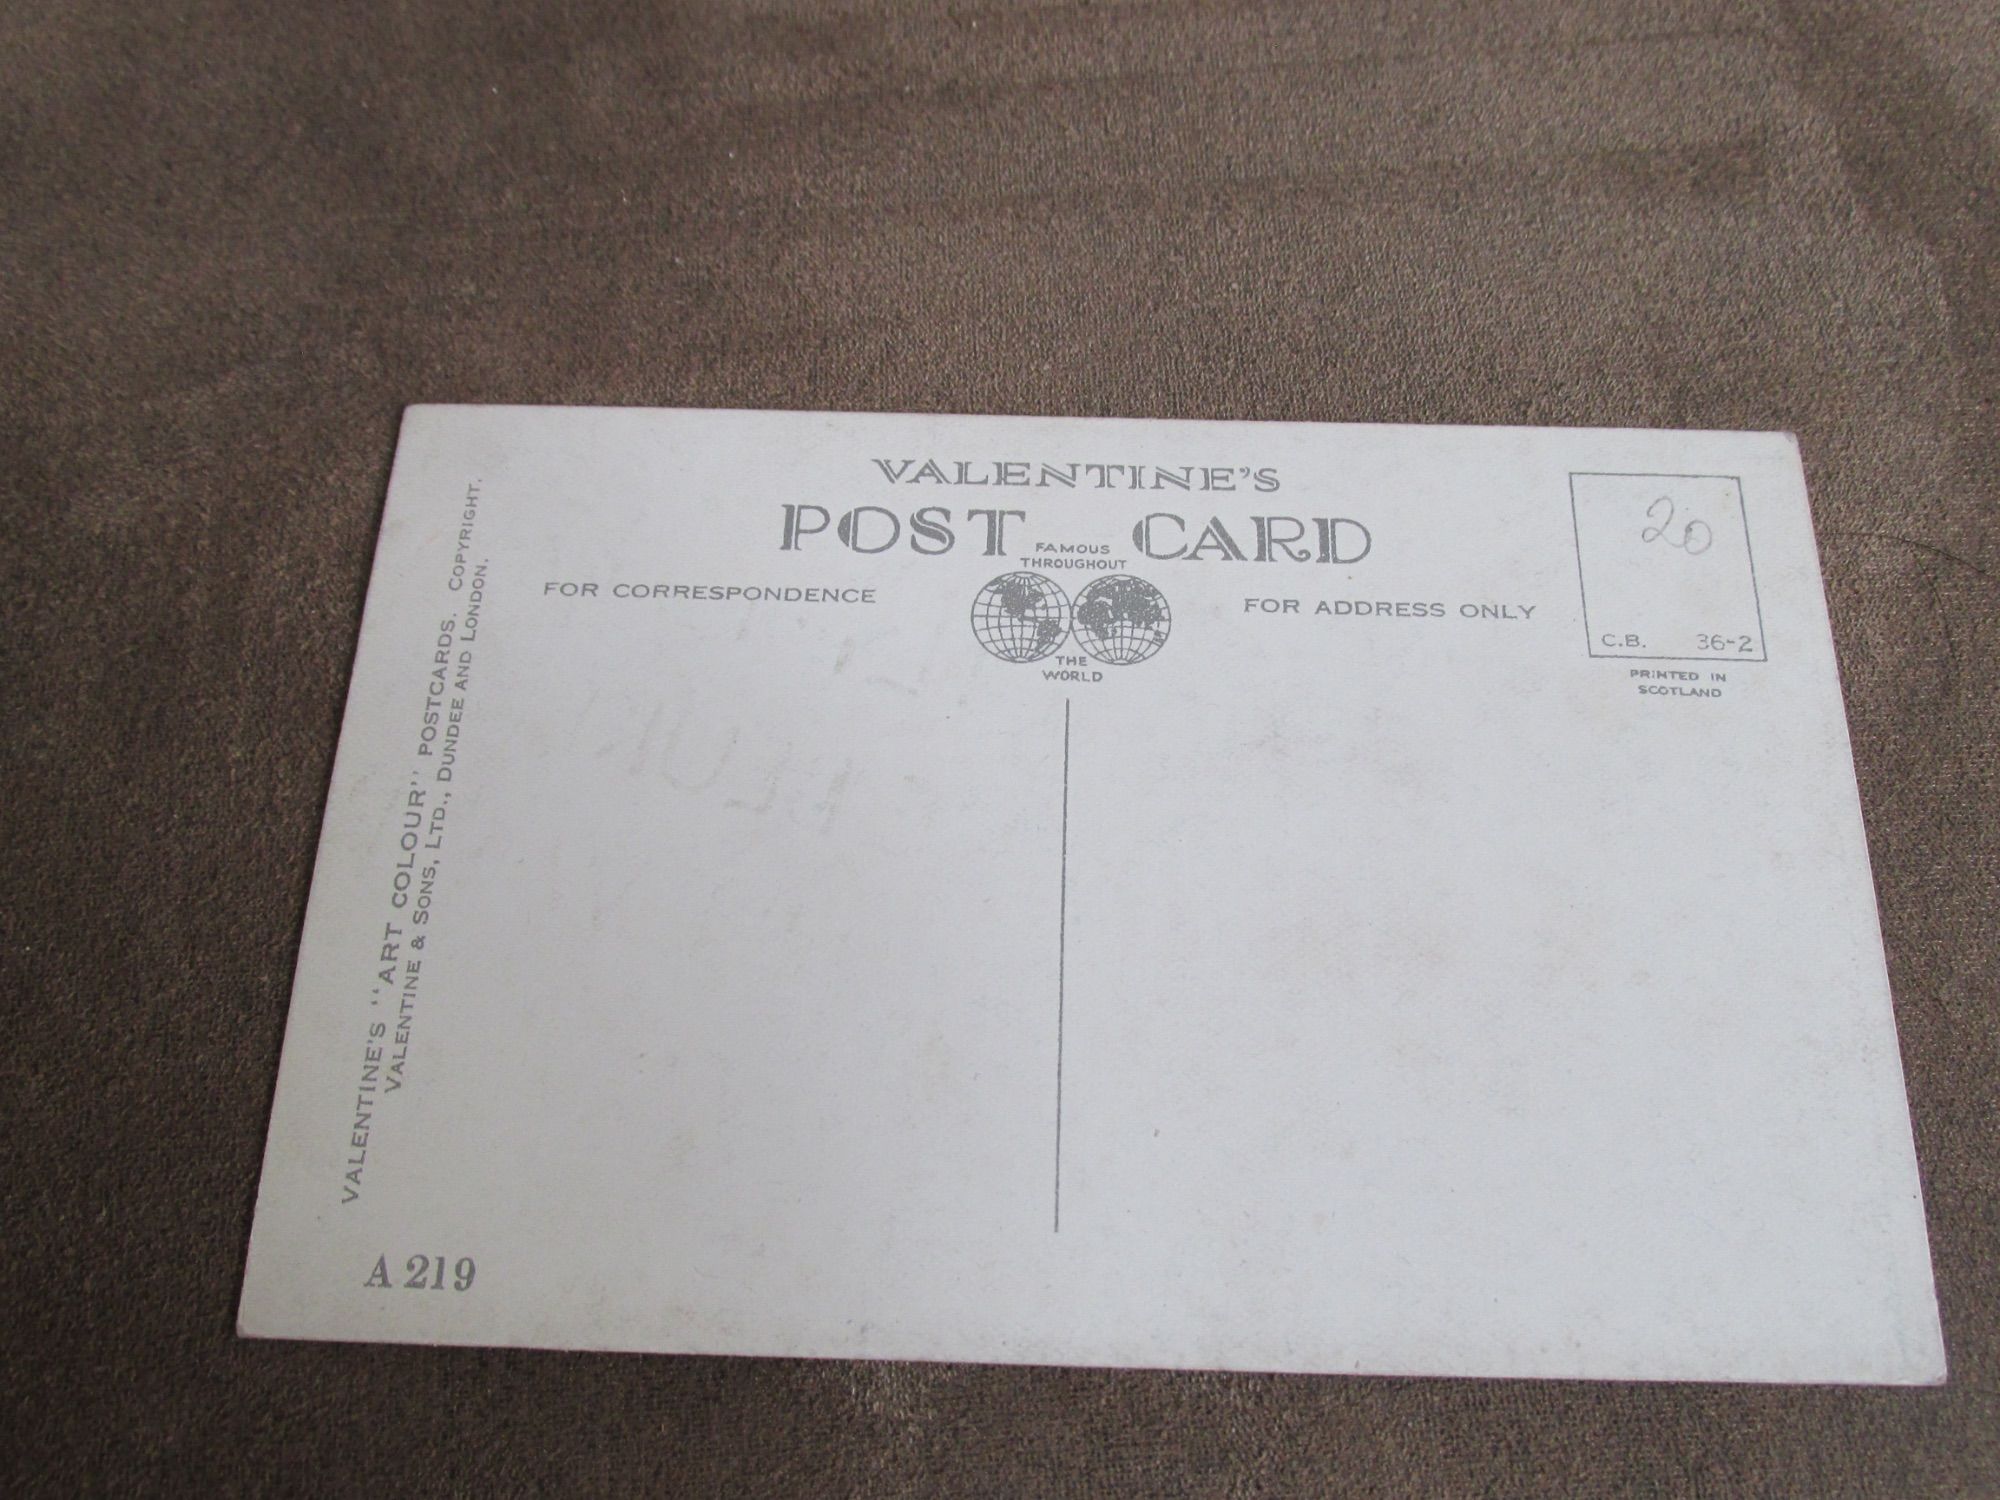 VALENTINE'S
POST CARD
FAMOUS
THROUGHOUT
THE
WORLD
FOR CORRESPONDENCE
FOR ADDRESS ONLY
20
C.B. 36-2
PRINTED IN
SCOTLAND
VALENTINE'S "ART COLOUR" POSTCARDS. COPYRIGHT.
VALENTINE & SONS, LTD., DUNDEE AND LONDON.
A 219